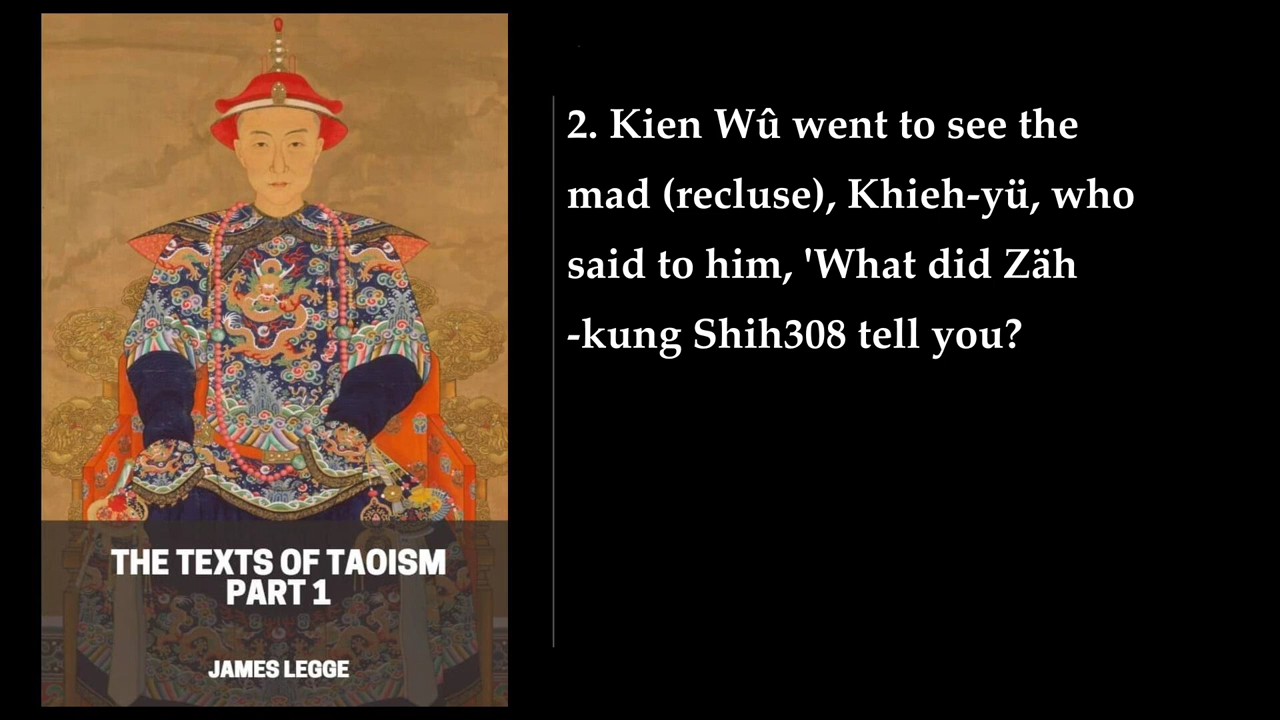 THE TEXTS OF TAOISM
PART 1
JAMES LEGGE
2. Kien Wû went to see the
mad (recluse), Khieh-yü, who
said to him, 'What did Zäh
-kung Shih308 tell you?